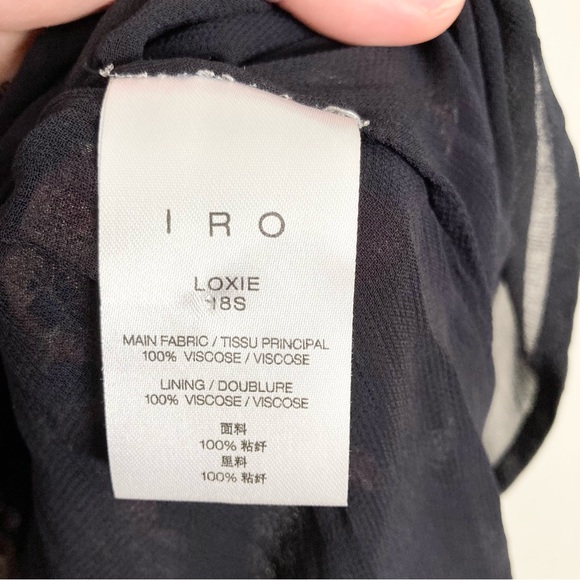 IRO
LOXIE
18S
MAIN FABRIC / TISSU PRINCIPAL
100% VISCOSE / VISCOSE
LINING / DOUBLURE
100% VISCOSE / VISCOSE
面料
100% 粘纤
里料
100% 粘纤